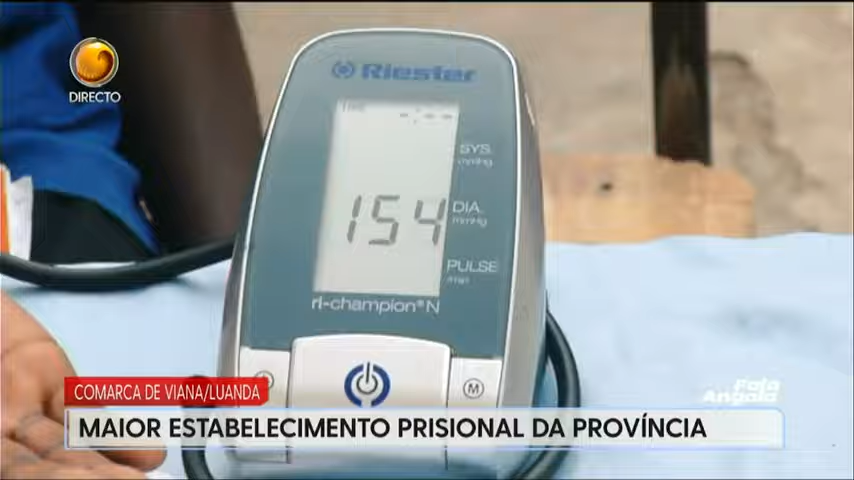 DIRECTO
Riester
SYS.
mmHg
154
DIA.
mmHg
PULSE
/min
ri-champion® N
M
COMARCA DE VIANA/LUANDA
Fala
Angola
MAIOR ESTABELECIMENTO PRISIONAL DA PROVÍNCIA